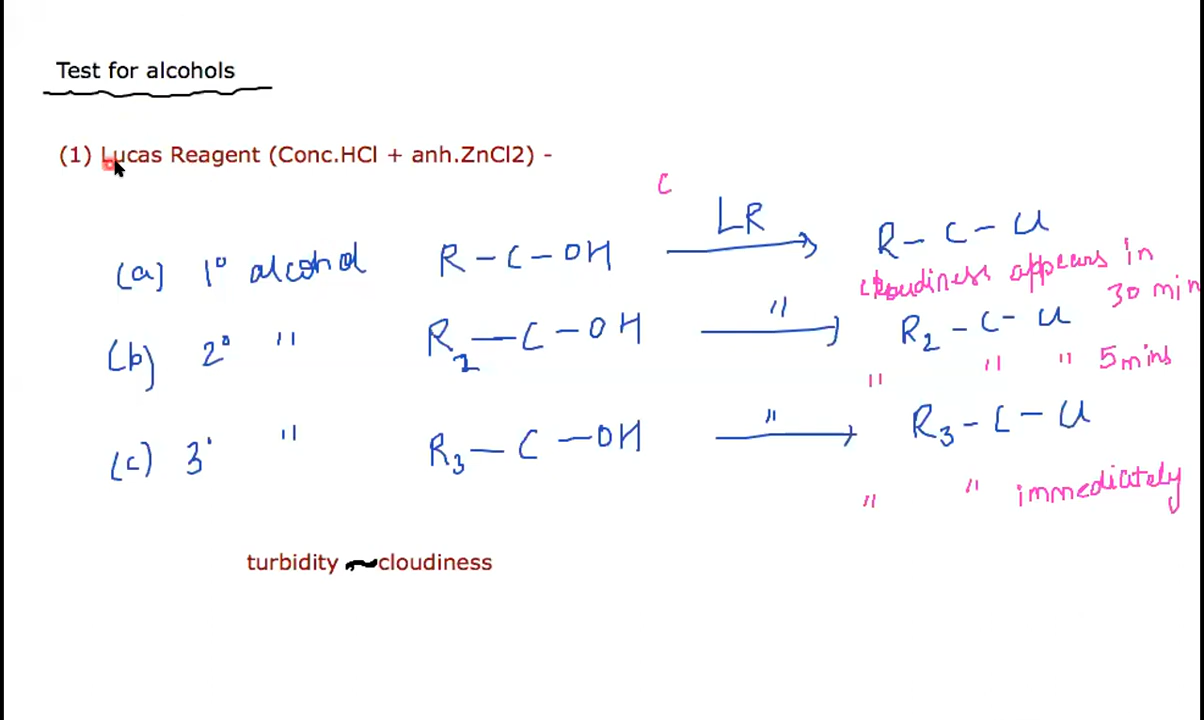 Test for alcohols
(1) Lucas Reagent (Conc.HCl + anh.ZnCl2) -
C
(a) 1° alcohol R-C-OH LR R-C-Cl
cloudiness appears in
30 min
(b) 2° " R2-C-OH " R2-C-Cl
" " " 5 mins
(c) 3° " R3-C-OH " R3-C-Cl
" " immediately
turbidity ~ cloudiness